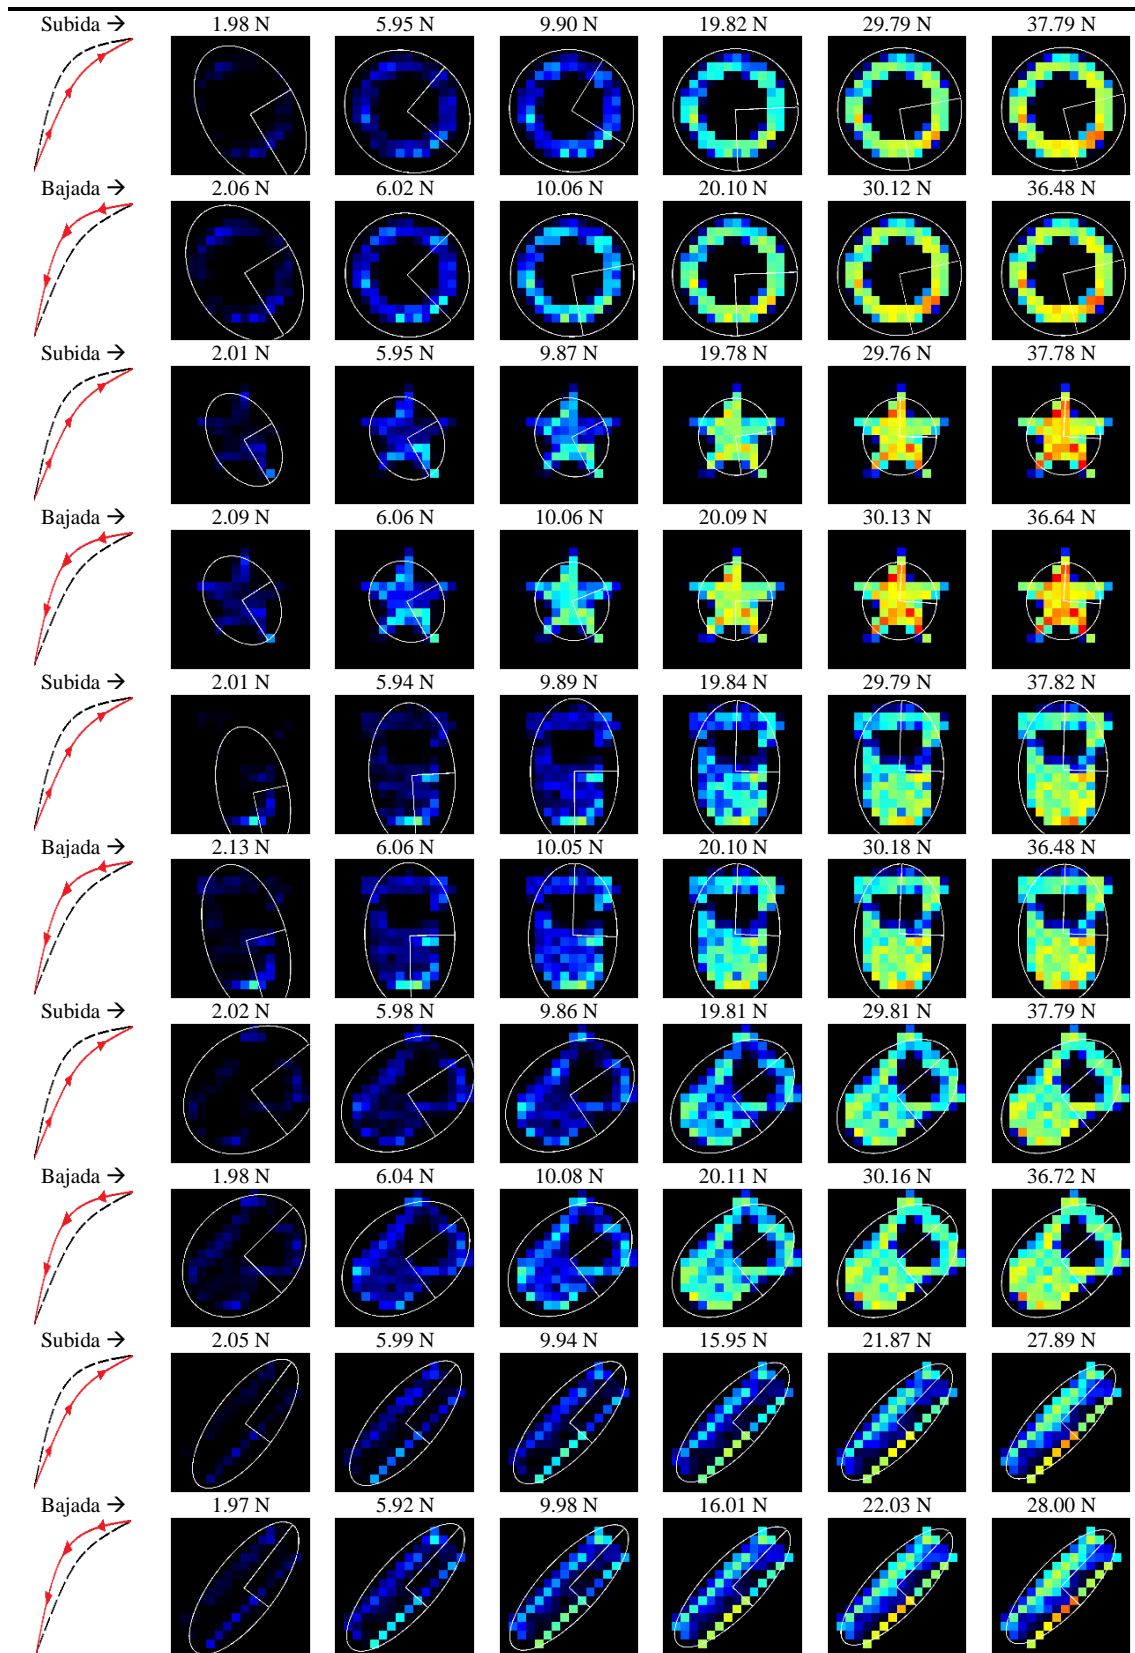 Subida → 1.98 N 5.95 N 9.90 N 19.82 N 29.79 N 37.79 N
Bajada → 2.06 N 6.02 N 10.06 N 20.10 N 30.12 N 36.48 N
Subida → 2.01 N 5.95 N 9.87 N 19.78 N 29.76 N 37.78 N
Bajada → 2.09 N 6.06 N 10.06 N 20.09 N 30.13 N 36.64 N
Subida → 2.01 N 5.94 N 9.89 N 19.84 N 29.79 N 37.82 N
Bajada → 2.13 N 6.06 N 10.05 N 20.10 N 30.18 N 36.48 N
Subida → 2.02 N 5.98 N 9.86 N 19.81 N 29.81 N 37.79 N
Bajada → 1.98 N 6.04 N 10.08 N 20.11 N 30.16 N 36.72 N
Subida → 2.05 N 5.99 N 9.94 N 15.95 N 21.87 N 27.89 N
Bajada → 1.97 N 5.92 N 9.98 N 16.01 N 22.03 N 28.00 N